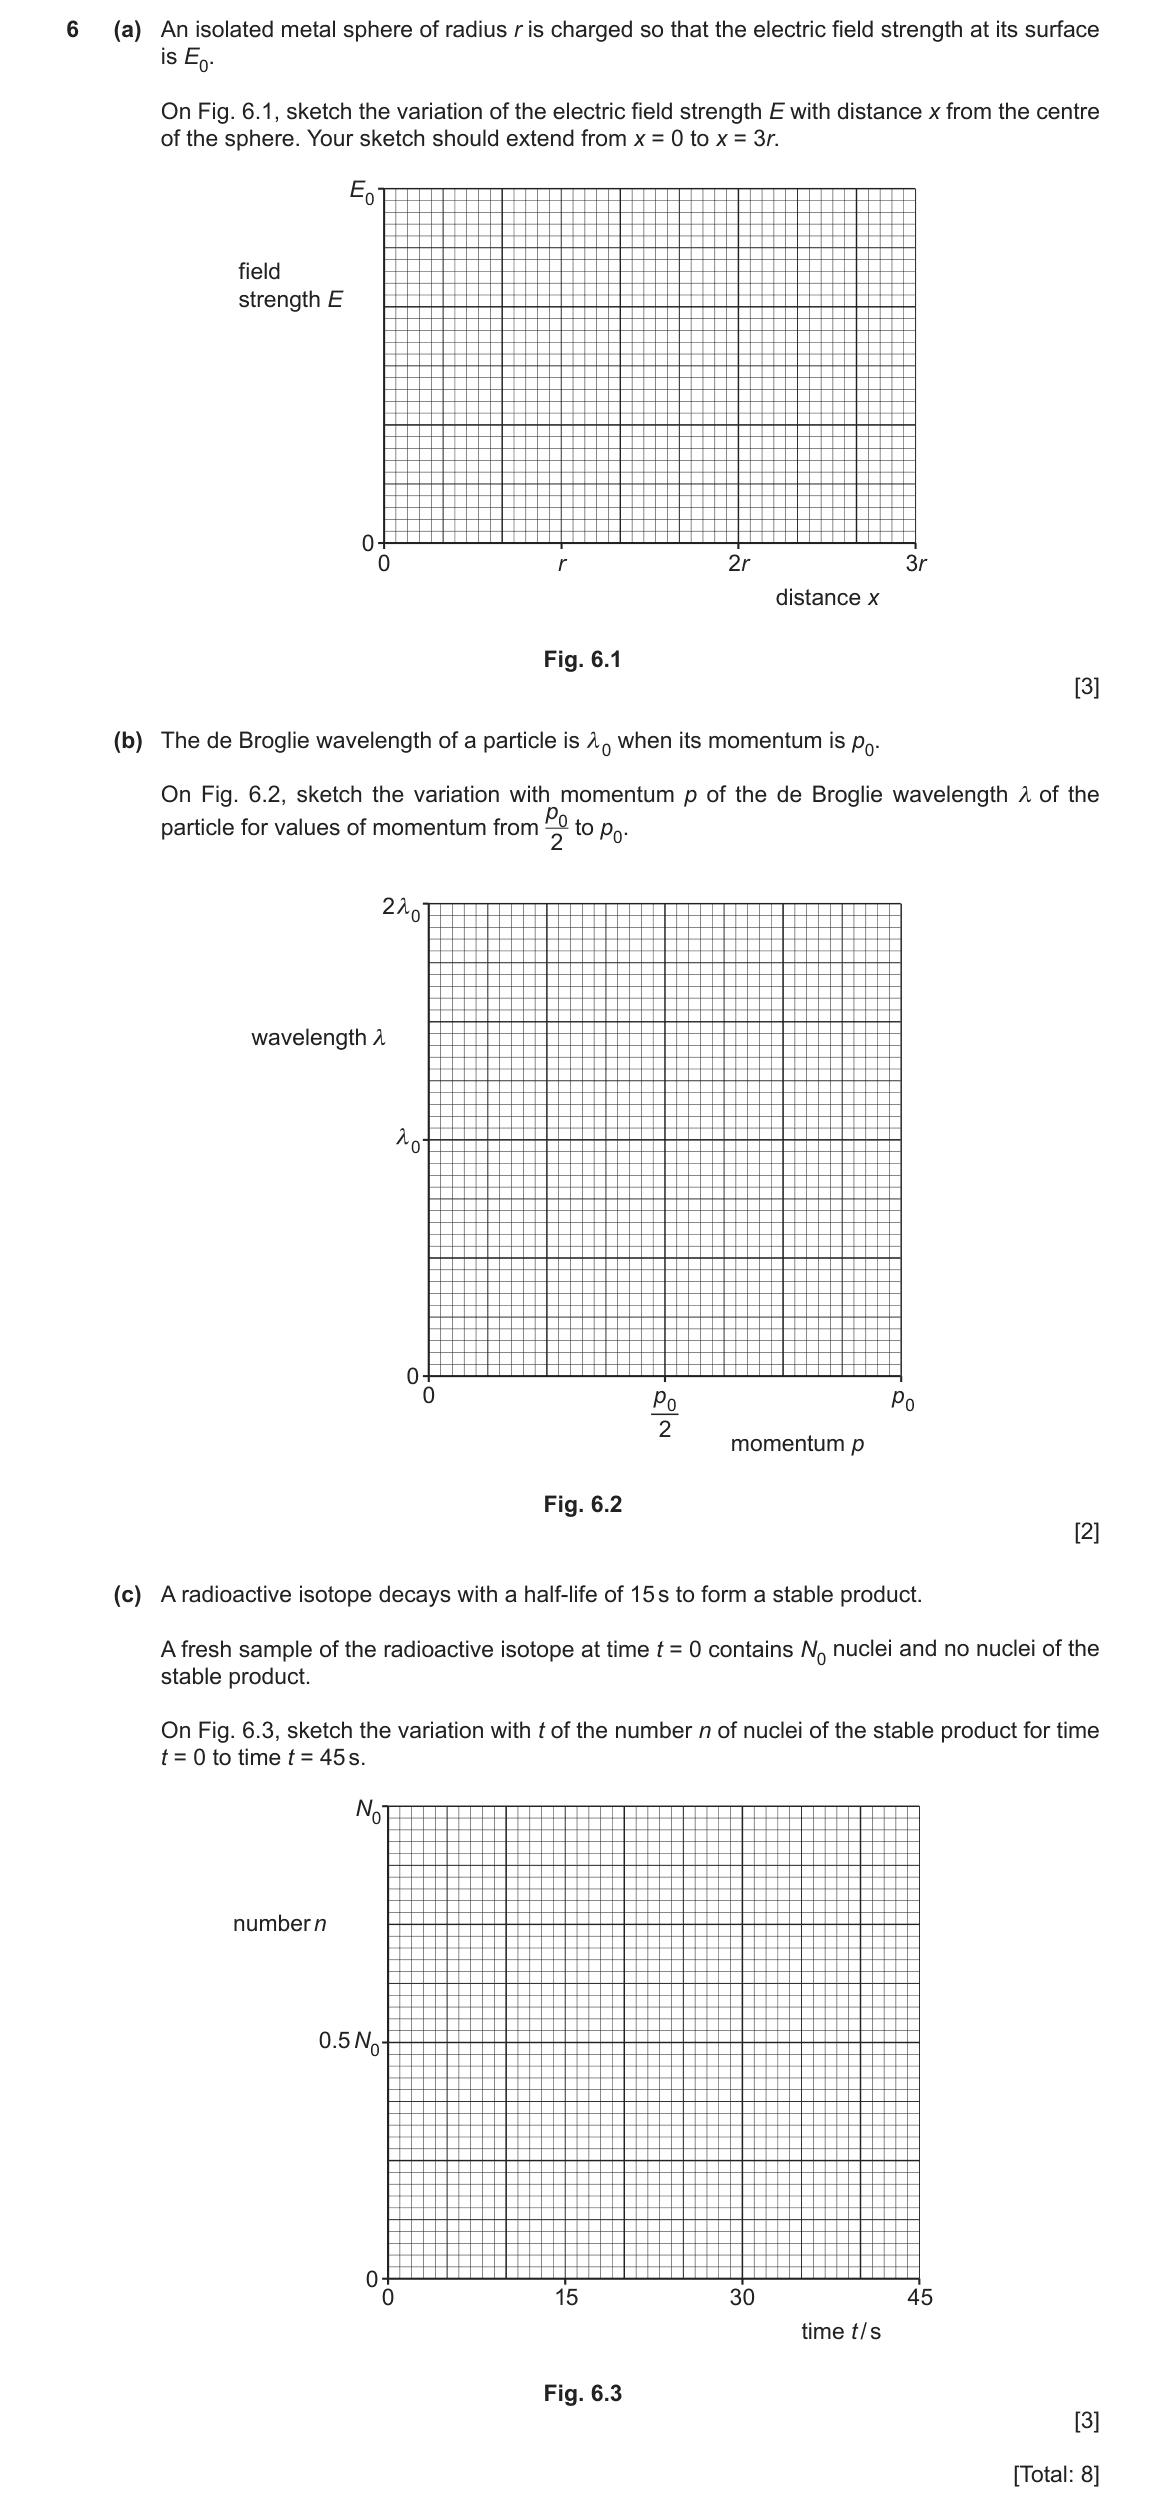 6 (a) An isolated metal sphere of radius r is charged so that the electric field strength at its surface
is E0.
On Fig. 6.1, sketch the variation of the electric field strength E with distance x from the centre
of the sphere. Your sketch should extend from x = 0 to x = 3r.
E0
field
strength E
0
0 r 2r 3r
distance x
Fig. 6.1
[3]
(b) The de Broglie wavelength of a particle is λ0 when its momentum is p0.
On Fig. 6.2, sketch the variation with momentum p of the de Broglie wavelength λ of the
particle for values of momentum from p0/2 to p0.
2λ0
wavelength λ
λ0
0
0 p0/2 p0
momentum p
Fig. 6.2
[2]
(c) A radioactive isotope decays with a half-life of 15 s to form a stable product.
A fresh sample of the radioactive isotope at time t = 0 contains N0 nuclei and no nuclei of the
stable product.
On Fig. 6.3, sketch the variation with t of the number n of nuclei of the stable product for time
t = 0 to time t = 45 s.
N0
number n
0.5 N0
0
0 15 30 45
time t / s
Fig. 6.3
[3]
[Total: 8]